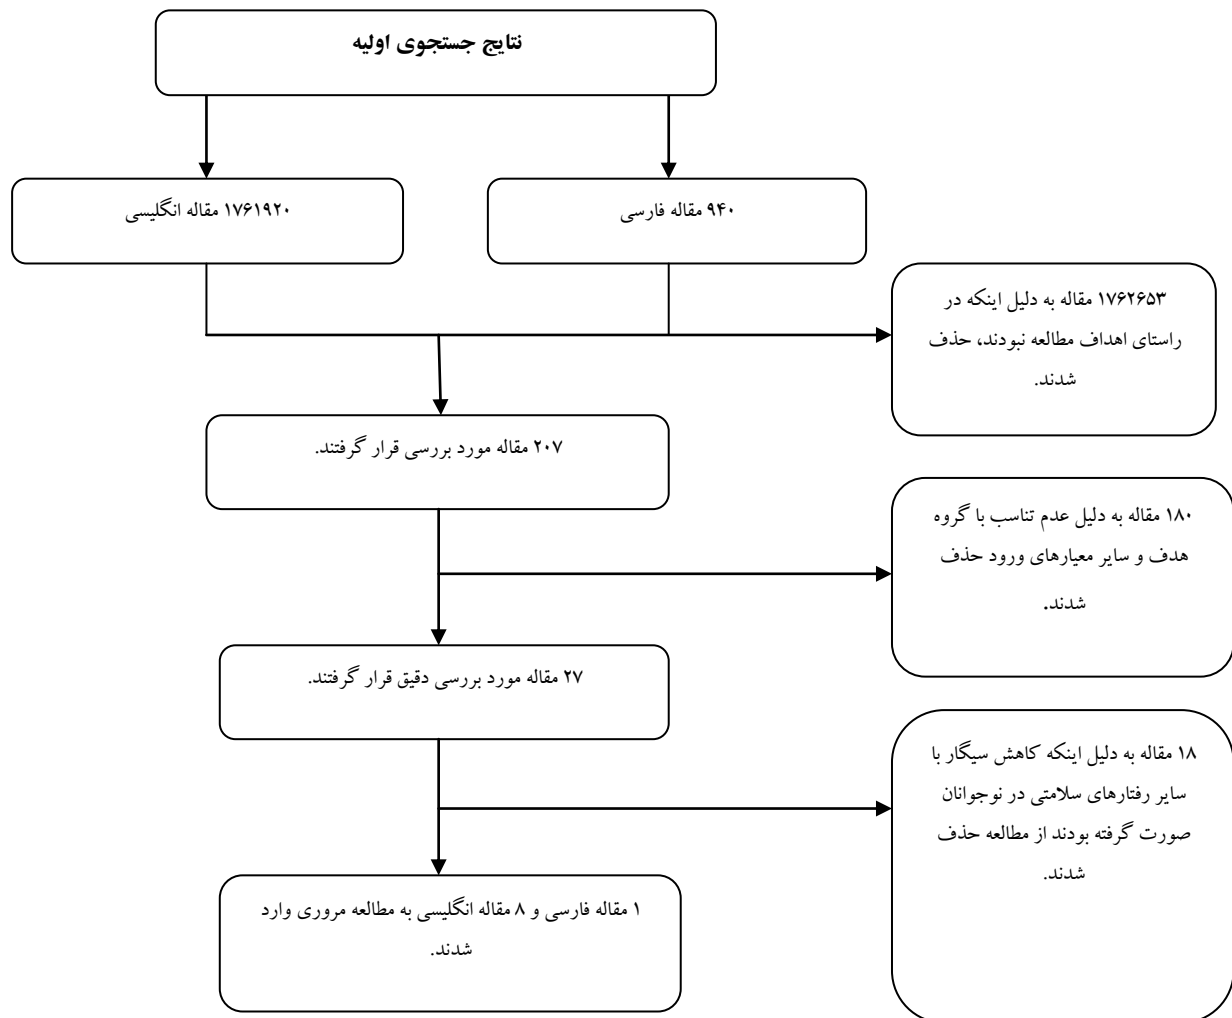 نتایج جستجوی اولیه
۹۴۰ مقاله فارسی
۱۷۶۱۹۲۰ مقاله انگلیسی
۱۷۶۲۶۵۳ مقاله به دلیل اینکه در
راستای اهداف مطالعه نبودند، حذف
شدند.
۲۰۷ مقاله مورد بررسی قرار گرفتند.
۱۸۰ مقاله به دلیل عدم تناسب با گروه
هدف و سایر معیارهای ورود حذف
شدند.
۲۷ مقاله مورد بررسی دقیق قرار گرفتند.
۱۸ مقاله به دلیل اینکه کاهش سیگار با
سایر رفتارهای سلامتی در نوجوانان
صورت گرفته بودند از مطالعه حذف
شدند.
۱ مقاله فارسی و ۸ مقاله انگلیسی به مطالعه مروری وارد
شدند.